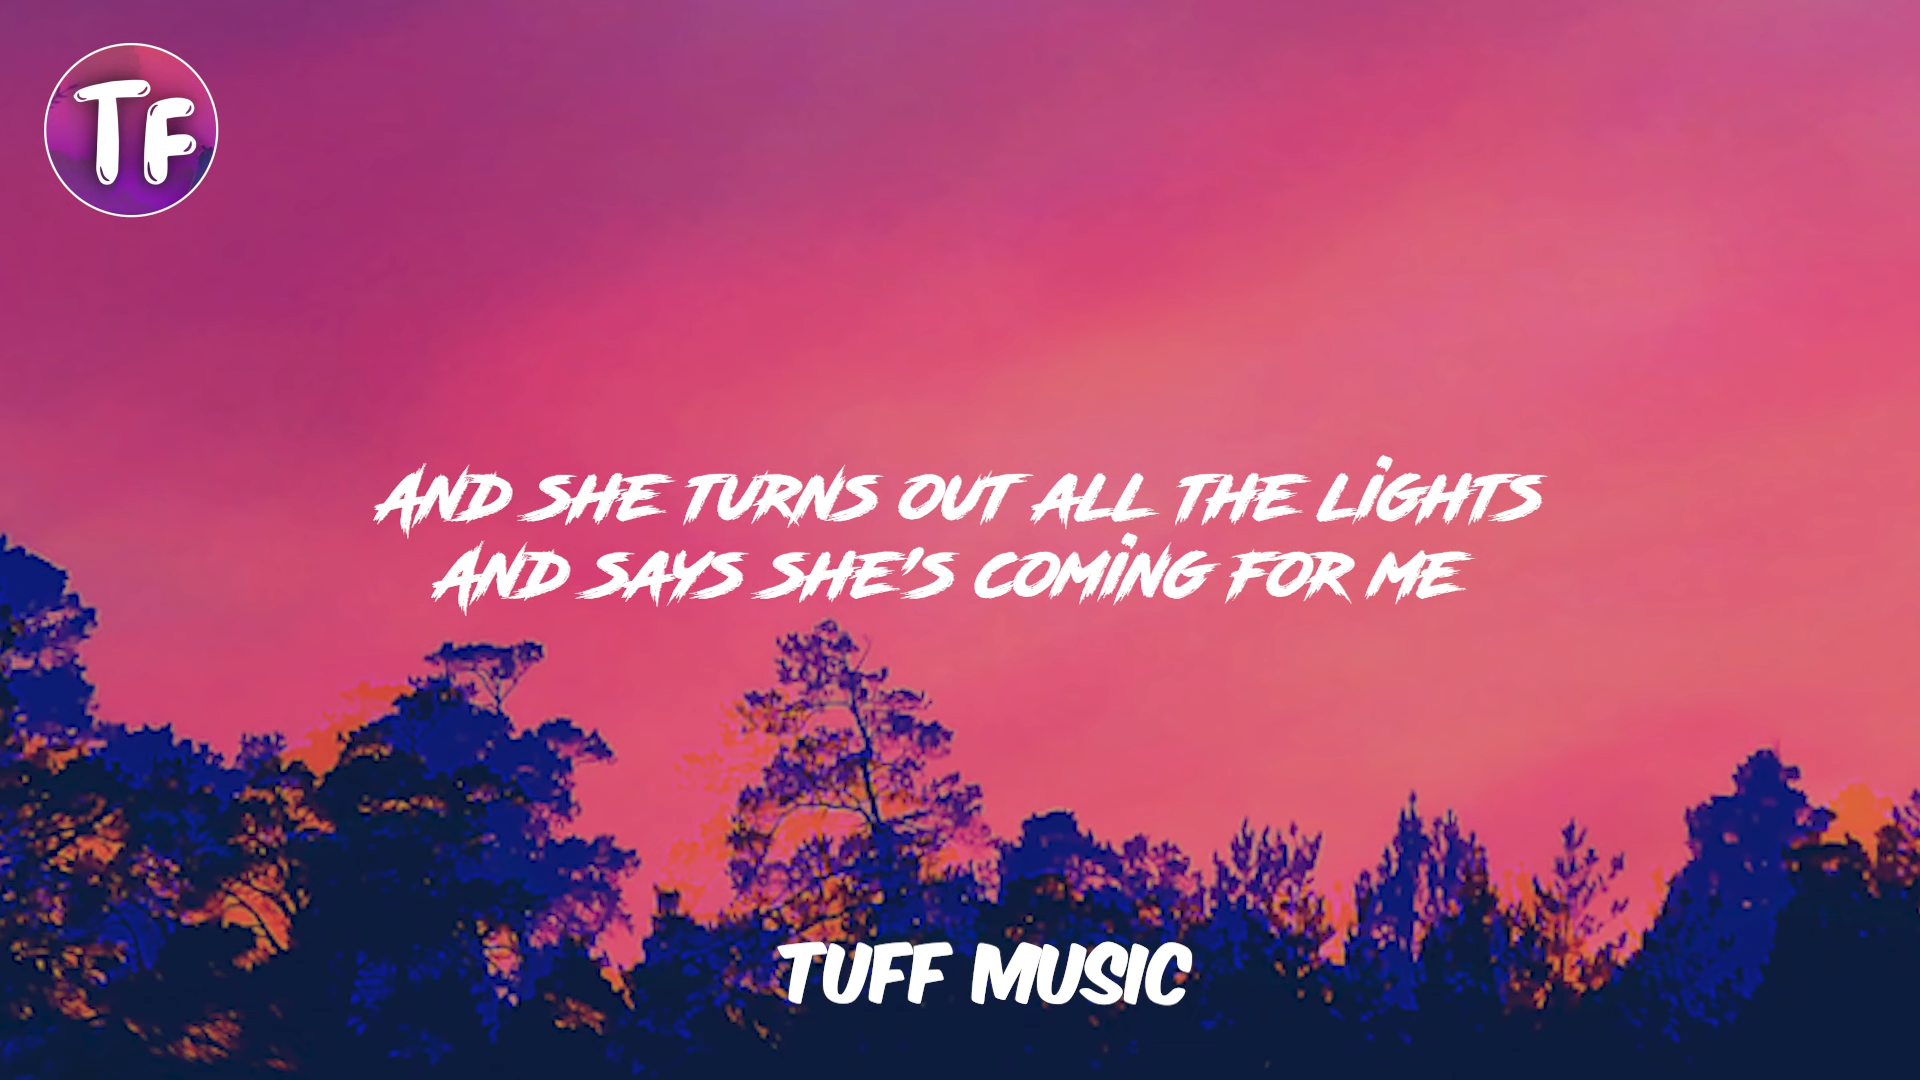 TF
AND SHE TURNS OUT ALL THE LIGHTS
AND SAYS SHE'S COMING FOR ME
TUFF MUSIC